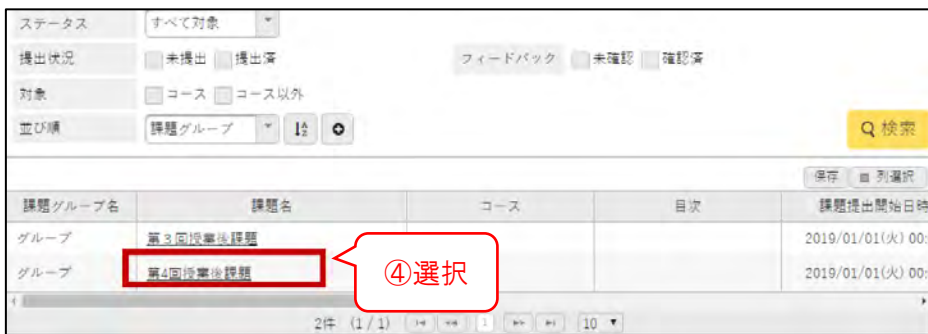 ステータス すべて対象
提出状況 未提出 提出済 フィードバック 未確認 確認済
対象 コース コース以外
並び順 課題グループ 検索
保存 列選択
課題グループ名 課題名 コース 目次 課題提出開始日時
グループ 第3回授業後課題 2019/01/01(火) 00:
グループ 第4回授業後課題 2019/01/01(火) 00:
④選択
2件 (1/1) 1 10